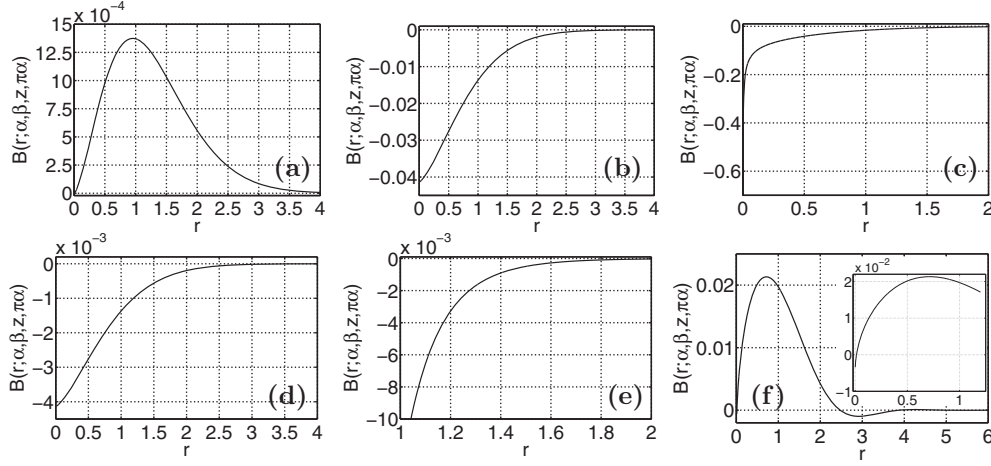 x 10⁻⁴
15
12.5
10
7.5
5
2.5
0
B(r;α,β,z,πα)
0 0.5 1 1.5 2 2.5 3 3.5 4
r
(a)
0
−0.01
−0.02
−0.03
−0.04
B(r;α,β,z,πα)
0 0.5 1 1.5 2 2.5 3 3.5 4
r
(b)
0
−0.2
−0.4
−0.6
B(r;α,β,z,πα)
0 0.5 1 1.5 2
r
(c)
x 10⁻³
0
−1
−2
−3
−4
B(r;α,β,z,πα)
0 0.5 1 1.5 2 2.5 3 3.5 4
r
(d)
x 10⁻³
0
−2
−4
−6
−8
−10
B(r;α,β,z,πα)
1 1.2 1.4 1.6 1.8 2
r
(e)
0.02
0.01
0
B(r;α,β,z,πα)
0 1 2 3 4 5 6
r
(f)
x 10⁻²
2
1
0
−1
0 0.5 1